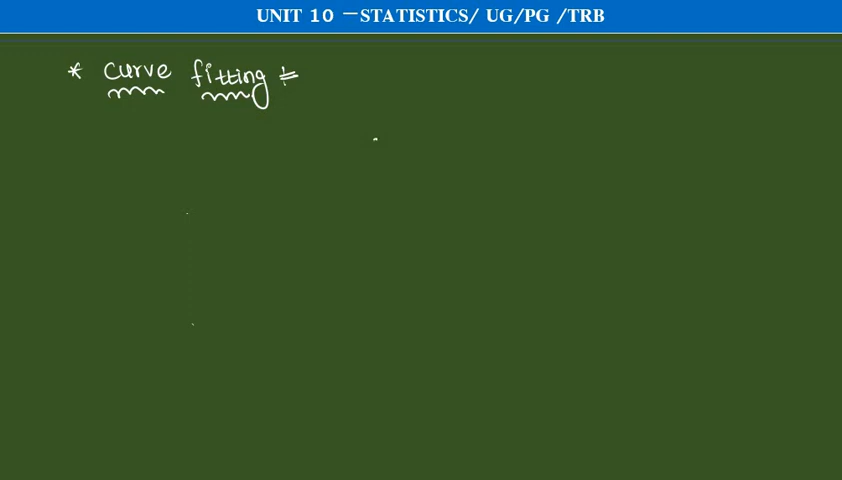 UNIT 10 –STATISTICS/ UG/PG /TRB
* curve fitting :=